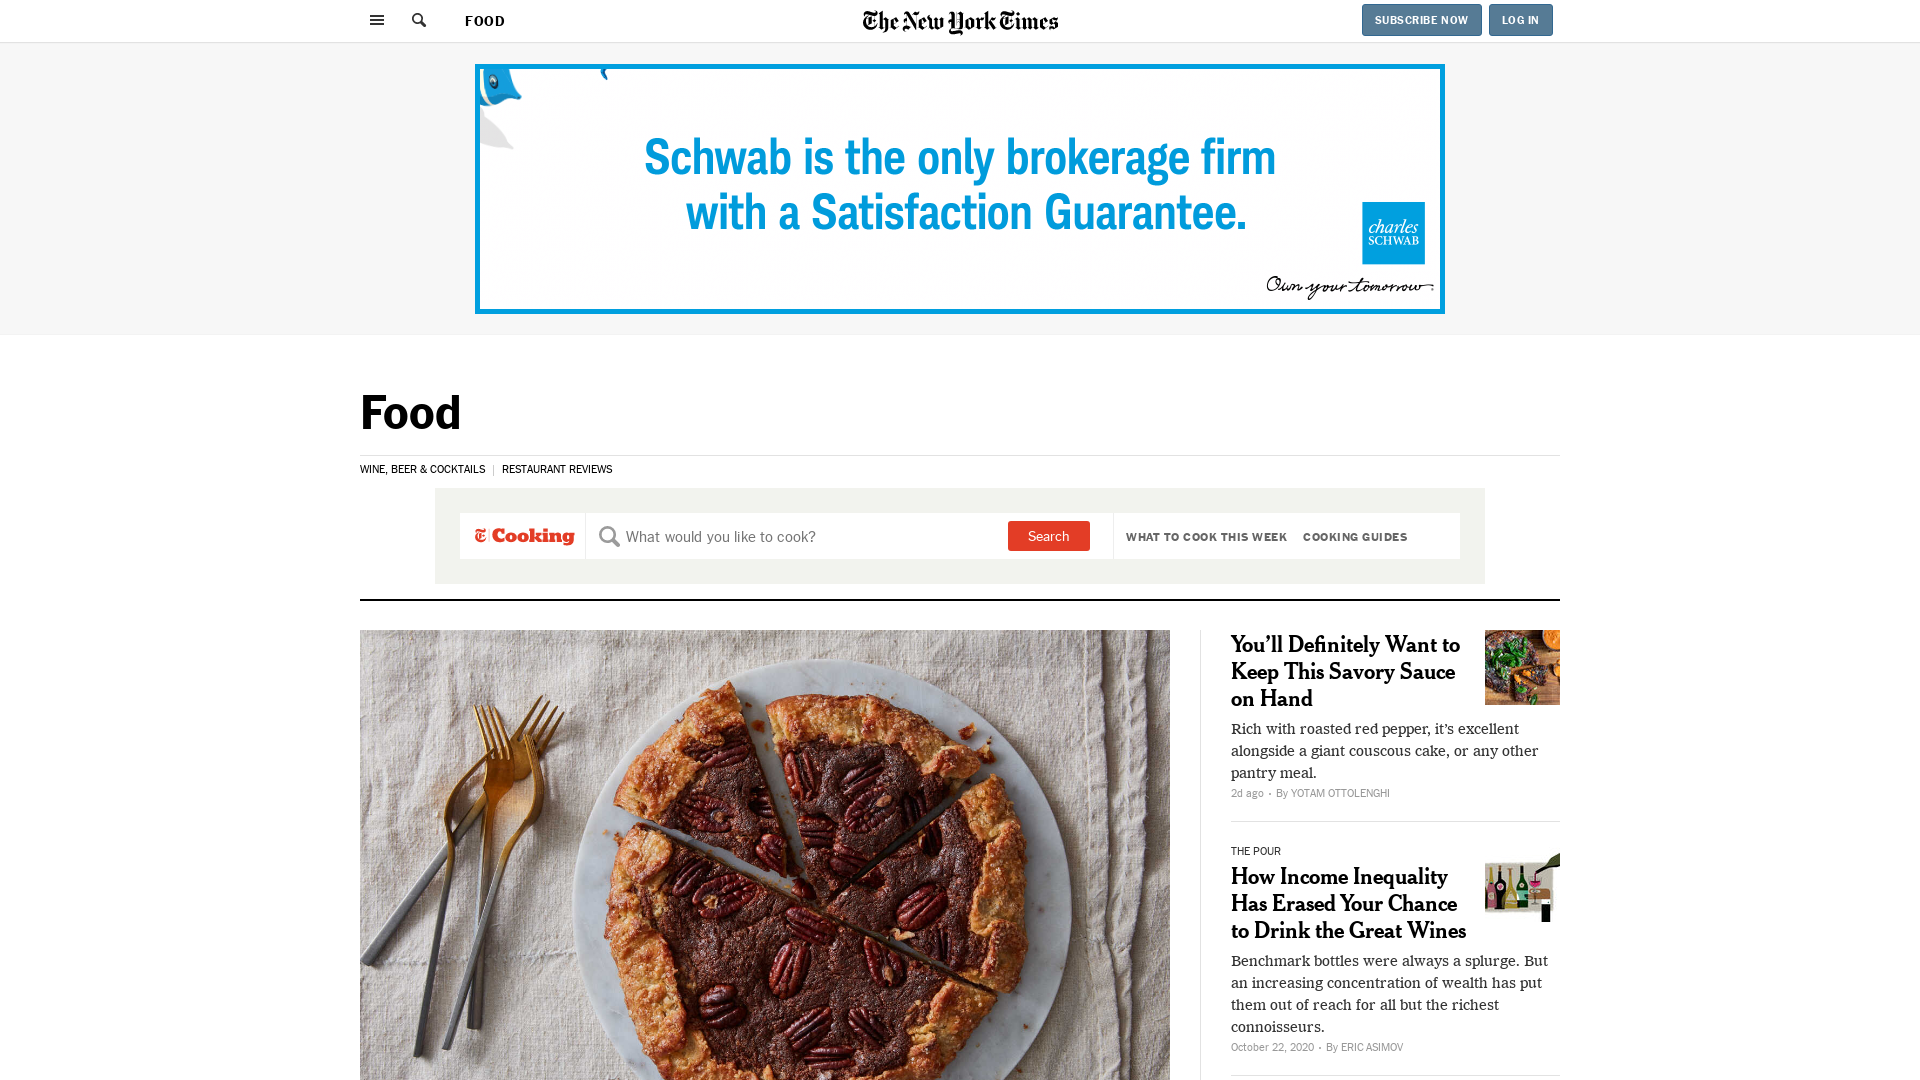 FOOD
The New York Times
SUBSCRIBE NOW
LOG IN
Schwab is the only brokerage firm
with a Satisfaction Guarantee.
charles
SCHWAB
Own your tomorrow.
Food
WINE, BEER & COCKTAILS
RESTAURANT REVIEWS
T Cooking
What would you like to cook?
Search
WHAT TO COOK THIS WEEK
COOKING GUIDES
You’ll Definitely Want to
Keep This Savory Sauce
on Hand
Rich with roasted red pepper, it’s excellent
alongside a giant couscous cake, or any other
pantry meal.
2d ago • By YOTAM OTTOLENGHI
THE POUR
How Income Inequality
Has Erased Your Chance
to Drink the Great Wines
Benchmark bottles were always a splurge. But
an increasing concentration of wealth has put
them out of reach for all but the richest
connoisseurs.
October 22, 2020 • By ERIC ASIMOV